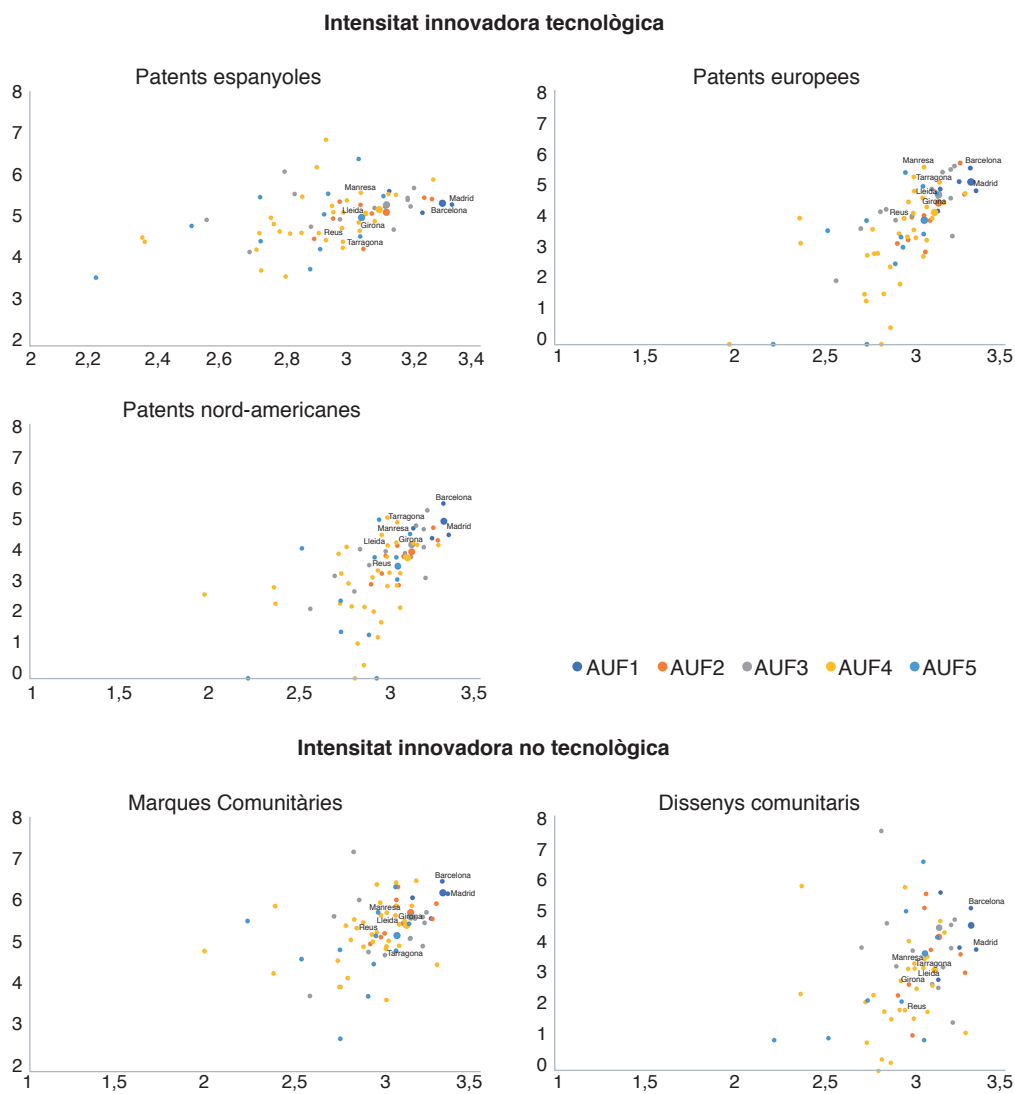 Intensitat innovadora tecnològica
Patents espanyoles
8
7
6
5
4
3
2
Manresa
Lleida
Girona
Reus
Tarragona
Madrid
Barcelona
2 2,2 2,4 2,6 2,8 3 3,2 3,4
Patents europees
8
7
6
5
4
3
2
1
0
Manresa
Barcelona
Tarragona
Madrid
Lleida
Girona
Reus
1 1,5 2 2,5 3 3,5
Patents nord-americanes
8
7
6
5
4
3
2
1
0
Barcelona
Tarragona
Manresa
Madrid
Lleida
Girona
Reus
1 1,5 2 2,5 3 3,5
AUF1 AUF2 AUF3 AUF4 AUF5
Intensitat innovadora no tecnològica
Marques Comunitàries
8
7
6
5
4
3
2
Barcelona
Madrid
Manresa
Lleida
Girona
Reus
Tarragona
1 1,5 2 2,5 3 3,5
Dissenys comunitaris
8
7
6
5
4
3
2
1
0
Barcelona
Madrid
Manresa
Tarragona
Lleida
Girona
Reus
1 1,5 2 2,5 3 3,5